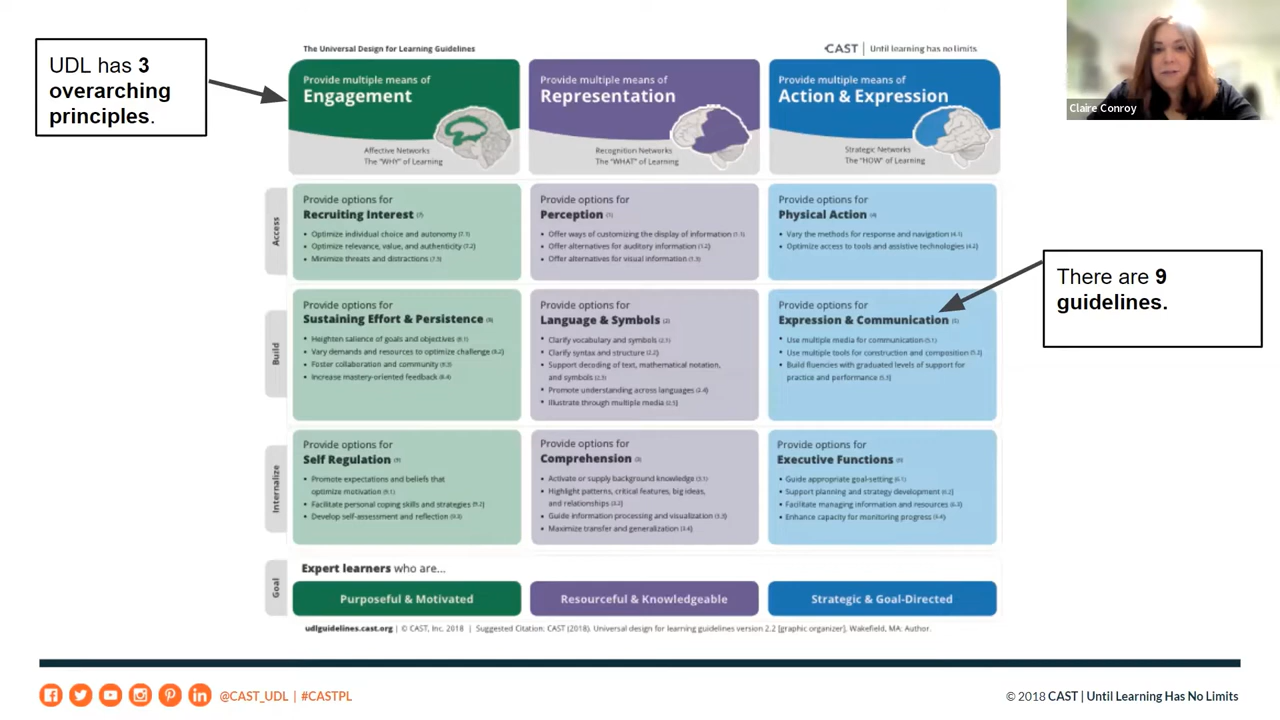 UDL has 3
overarching
principles.
The Universal Design for Learning Guidelines
CAST | Until learning has no limits
Claire Conroy
Provide multiple means of
Engagement
Affective Networks
The "WHY" of Learning
Provide multiple means of
Representation
Recognition Networks
The "WHAT" of Learning
Provide multiple means of
Action & Expression
Strategic Networks
The "HOW" of Learning
There are 9
guidelines.
Access
Provide options for
Recruiting Interest (7)
• Optimize individual choice and autonomy (7.1)
• Optimize relevance, value, and authenticity (7.2)
• Minimize threats and distractions (7.3)
Provide options for
Perception (1)
• Offer ways of customizing the display of information (1.1)
• Offer alternatives for auditory information (1.2)
• Offer alternatives for visual information (1.3)
Provide options for
Physical Action (4)
• Vary the methods for response and navigation (4.1)
• Optimize access to tools and assistive technologies (4.2)
Build
Provide options for
Sustaining Effort & Persistence (8)
• Heighten salience of goals and objectives (8.1)
• Vary demands and resources to optimize challenge (8.2)
• Foster collaboration and community (8.3)
• Increase mastery-oriented feedback (8.4)
Provide options for
Language & Symbols (2)
• Clarify vocabulary and symbols (2.1)
• Clarify syntax and structure (2.2)
• Support decoding of text, mathematical notation,
and symbols (2.3)
• Promote understanding across languages (2.4)
• Illustrate through multiple media (2.5)
Provide options for
Expression & Communication (5)
• Use multiple media for communication (5.1)
• Use multiple tools for construction and composition (5.2)
• Build fluencies with graduated levels of support for
practice and performance (5.3)
Internalize
Provide options for
Self Regulation (9)
• Promote expectations and beliefs that
optimize motivation (9.1)
• Facilitate personal coping skills and strategies (9.2)
• Develop self-assessment and reflection (9.3)
Provide options for
Comprehension (3)
• Activate or supply background knowledge (3.1)
• Highlight patterns, critical features, big ideas,
and relationships (3.2)
• Guide information processing and visualization (3.3)
• Maximize transfer and generalization (3.4)
Provide options for
Executive Functions (6)
• Guide appropriate goal-setting (6.1)
• Support planning and strategy development (6.2)
• Facilitate managing information and resources (6.3)
• Enhance capacity for monitoring progress (6.4)
Goal
Expert learners who are...
Purposeful & Motivated
Resourceful & Knowledgeable
Strategic & Goal-Directed
udlguidelines.cast.org | © CAST, Inc. 2018 | Suggested Citation: CAST (2018). Universal design for learning guidelines version 2.2 [graphic organizer]. Wakefield, MA: Author.
@CAST_UDL | #CASTPL
© 2018 CAST | Until Learning Has No Limits